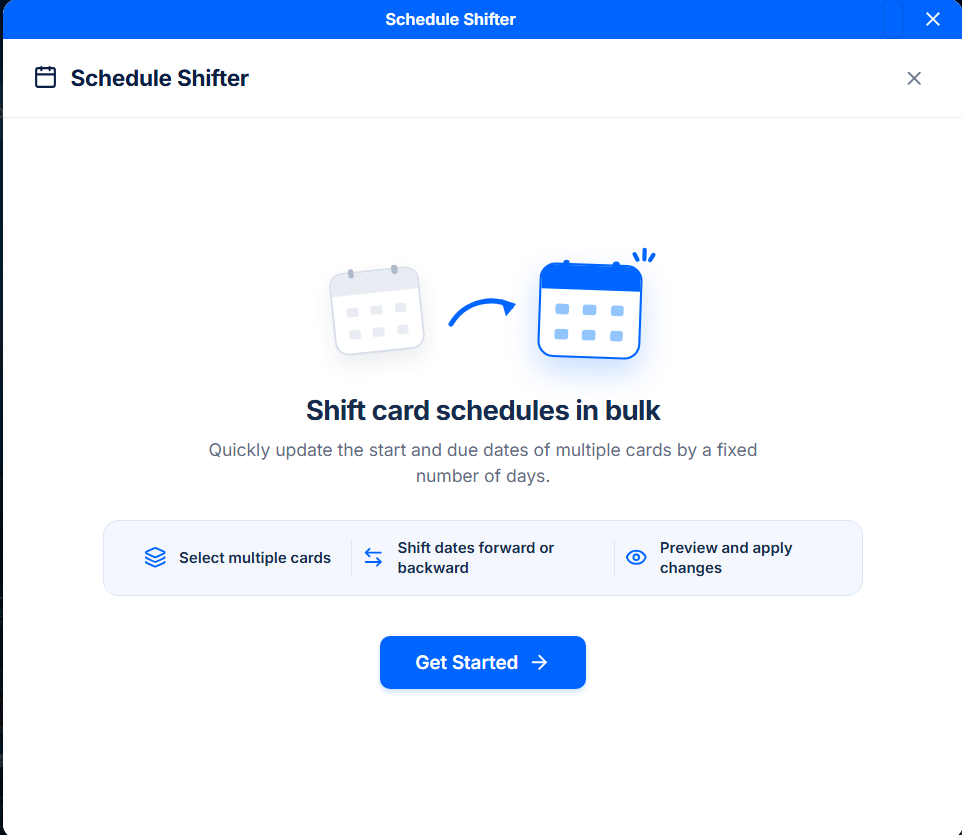 Schedule Shifter
Schedule Shifter
Shift card schedules in bulk
Quickly update the start and due dates of multiple cards by a fixed
number of days.
Select multiple cards
Shift dates forward or
backward
Preview and apply
changes
Get Started